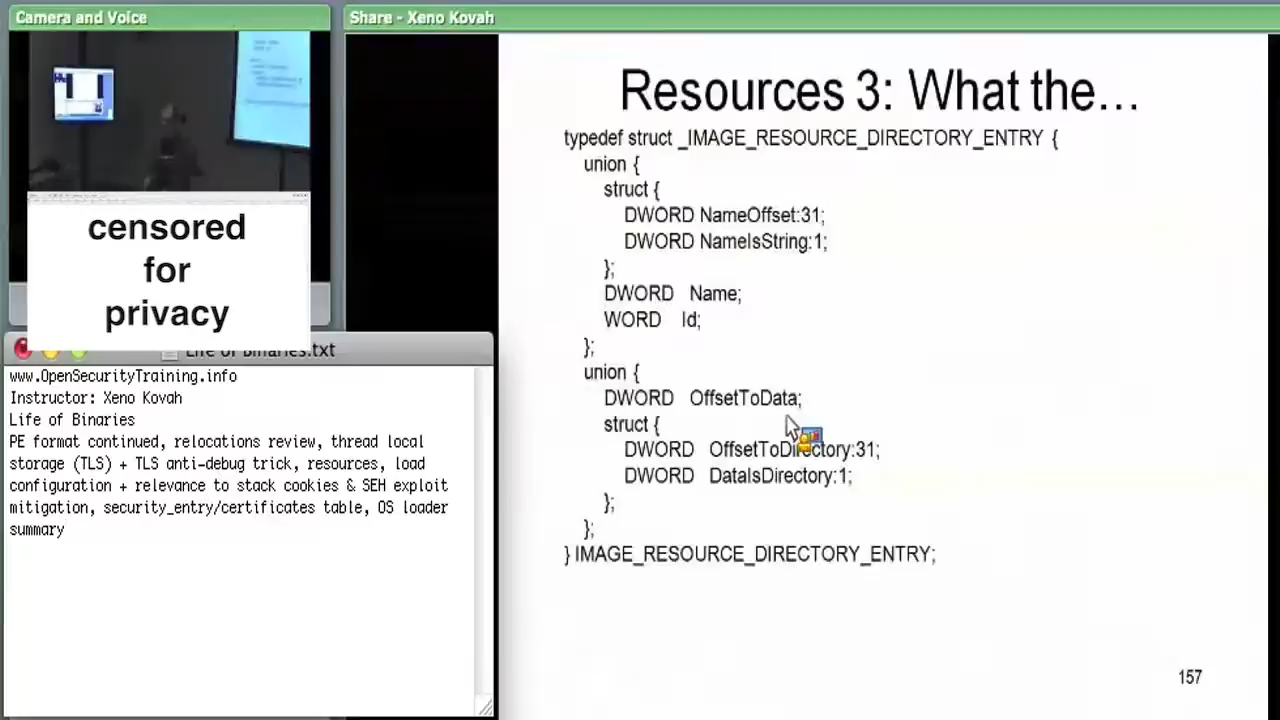 Camera and Voice
Share - Xeno Kovah
censored
for
privacy
Life of Binaries.txt
www.OpenSecurityTraining.info
Instructor: Xeno Kovah
Life of Binaries
PE format continued, relocations review, thread local
storage (TLS) + TLS anti-debug trick, resources, load
configuration + relevance to stack cookies & SEH exploit
mitigation, security_entry/certificates table, OS loader
summary
Resources 3: What the…
typedef struct _IMAGE_RESOURCE_DIRECTORY_ENTRY {
union {
struct {
DWORD NameOffset:31;
DWORD NameIsString:1;
};
DWORD Name;
WORD Id;
};
union {
DWORD OffsetToData;
struct {
DWORD OffsetToDirectory:31;
DWORD DataIsDirectory:1;
};
};
} IMAGE_RESOURCE_DIRECTORY_ENTRY;
157